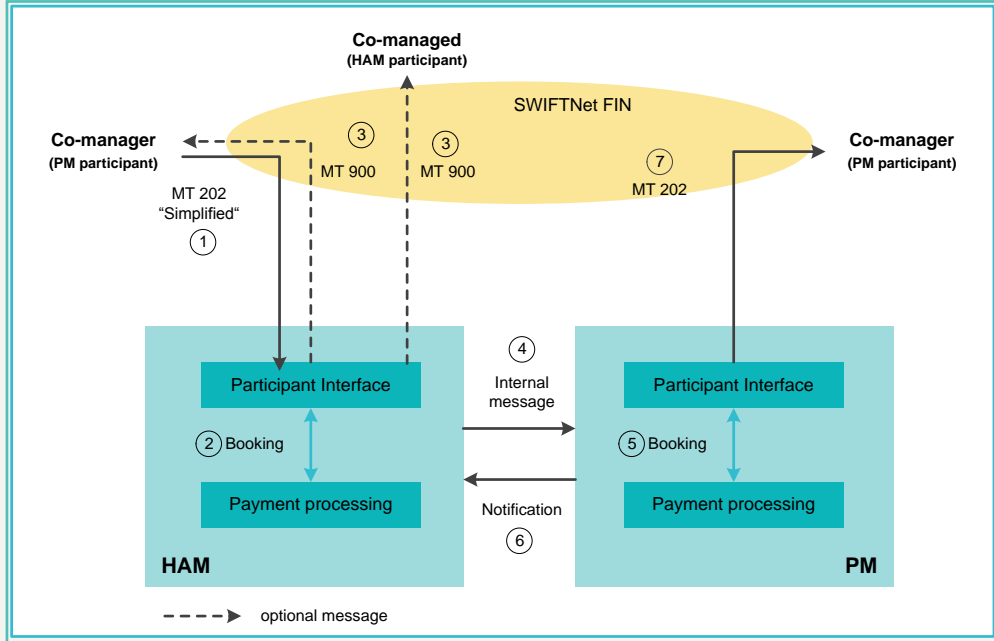 Co-managed
(HAM participant)
SWIFTNet FIN
Co-manager
(PM participant)
3
MT 900
3
MT 900
7
MT 202
Co-manager
(PM participant)
MT 202
“Simplified“
1
4
Internal
message
Participant Interface
2 Booking
Payment processing
HAM
Participant Interface
5 Booking
Payment processing
PM
Notification
6
optional message